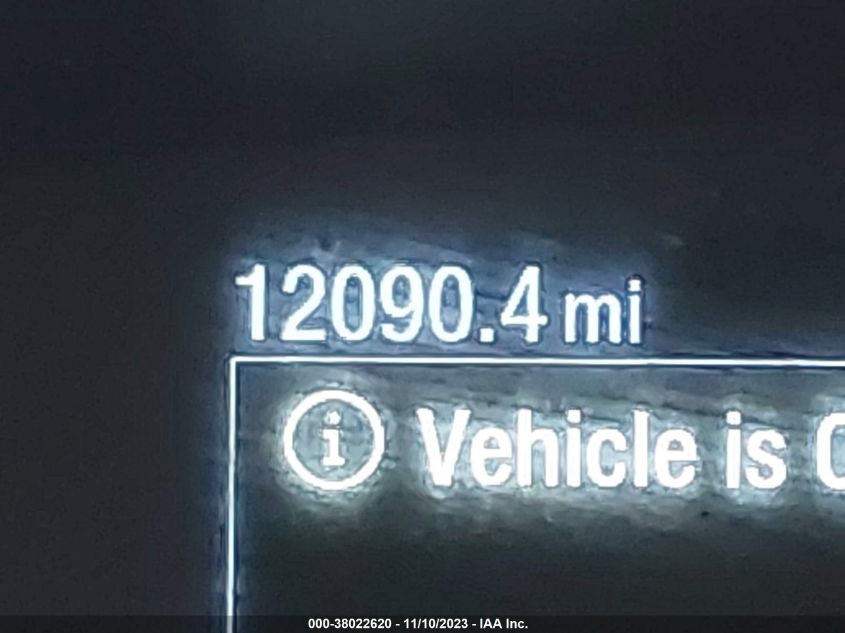 12090.4 mi
Vehicle is
000-38022620 - 11/10/2023 - IAA Inc.